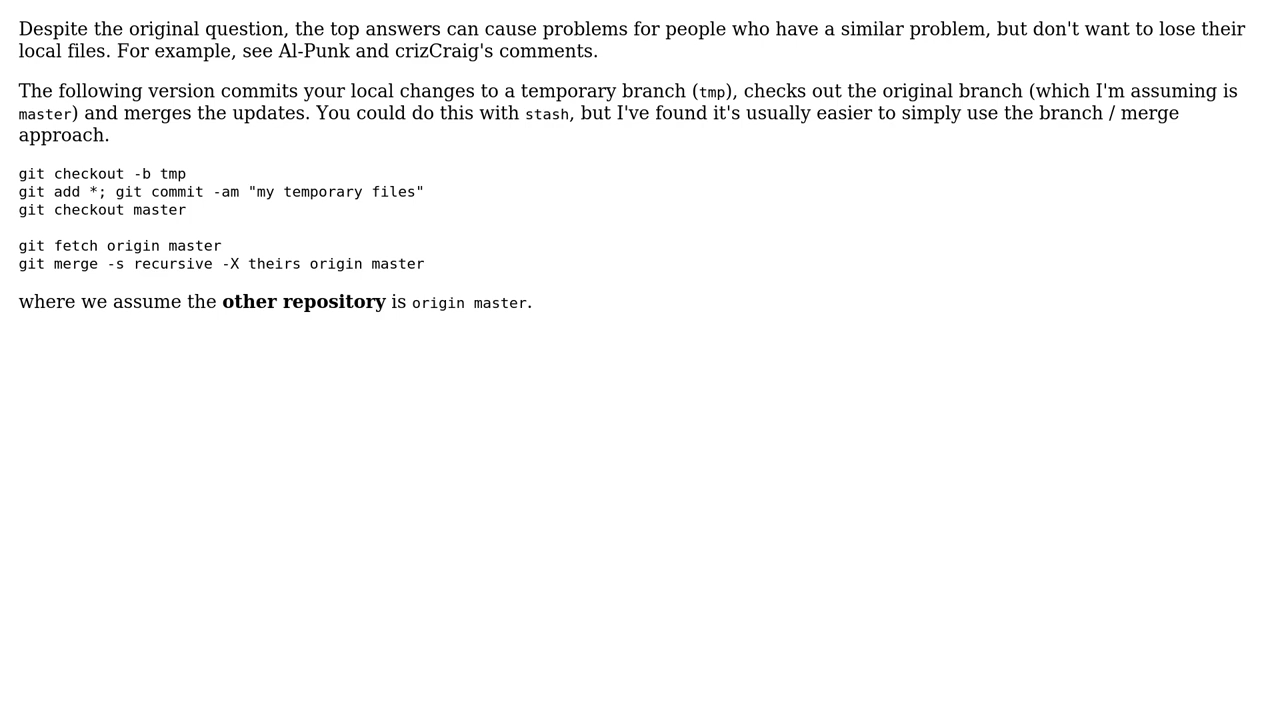 Despite the original question, the top answers can cause problems for people who have a similar problem, but don't want to lose their
local files. For example, see Al-Punk and crizCraig's comments.
The following version commits your local changes to a temporary branch (tmp), checks out the original branch (which I'm assuming is
master) and merges the updates. You could do this with stash, but I've found it's usually easier to simply use the branch / merge
approach.
git checkout -b tmp
git add *; git commit -am "my temporary files"
git checkout master
git fetch origin master
git merge -s recursive -X theirs origin master
where we assume the other repository is origin master.